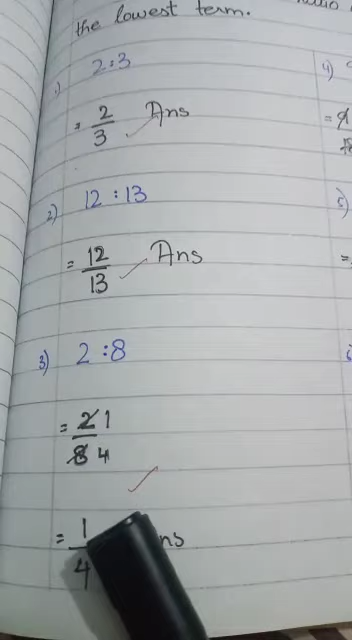 the lowest term.
1) 2:3
= 2/3 Ans
2) 12 : 13
= 12/13 Ans
3) 2 : 8
= 2 1 / 8 4
= 1/4
4)
=
5)
=